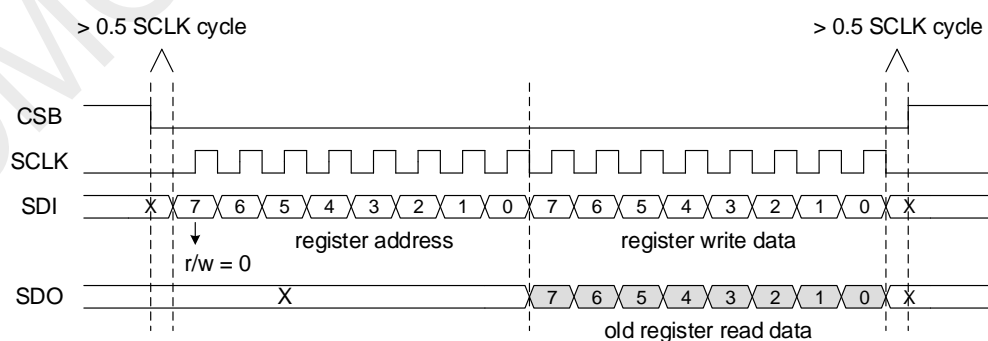 > 0.5 SCLK cycle > 0.5 SCLK cycle
CSB
SCLK
SDI X 7 6 5 4 3 2 1 0 7 6 5 4 3 2 1 0 X
register address register write data
r/w = 0
SDO X 7 6 5 4 3 2 1 0 X
old register read data